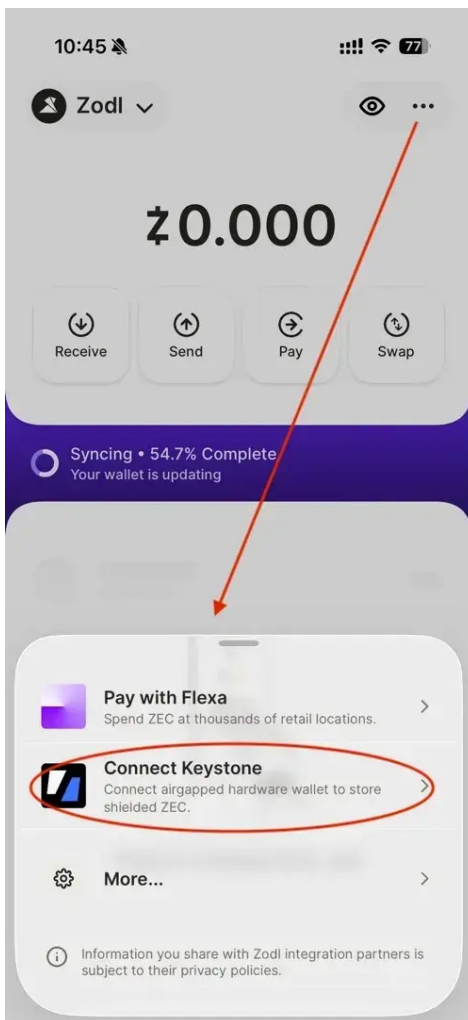 10:45
77
Zodl
0.000
Receive
Send
Pay
Swap
Syncing • 54.7% Complete
Your wallet is updating
Pay with Flexa
Spend ZEC at thousands of retail locations.
Connect Keystone
Connect airgapped hardware wallet to store
shielded ZEC.
More...
Information you share with Zodl integration partners is
subject to their privacy policies.